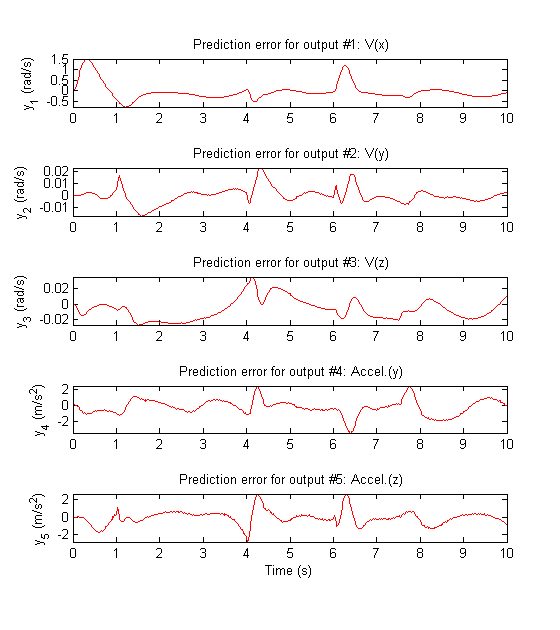 Prediction error for output #1: V(x)
1.5
1
0.5
0
-0.5
y1 (rad/s)
0 1 2 3 4 5 6 7 8 9 10
Prediction error for output #2: V(y)
0.02
0.01
0
-0.01
y2 (rad/s)
0 1 2 3 4 5 6 7 8 9 10
Prediction error for output #3: V(z)
0.02
0
-0.02
y3 (rad/s)
0 1 2 3 4 5 6 7 8 9 10
Prediction error for output #4: Accel.(y)
2
0
-2
y4 (m/s2)
0 1 2 3 4 5 6 7 8 9 10
Prediction error for output #5: Accel.(z)
2
0
-2
y5 (m/s2)
0 1 2 3 4 5 6 7 8 9 10
Time (s)